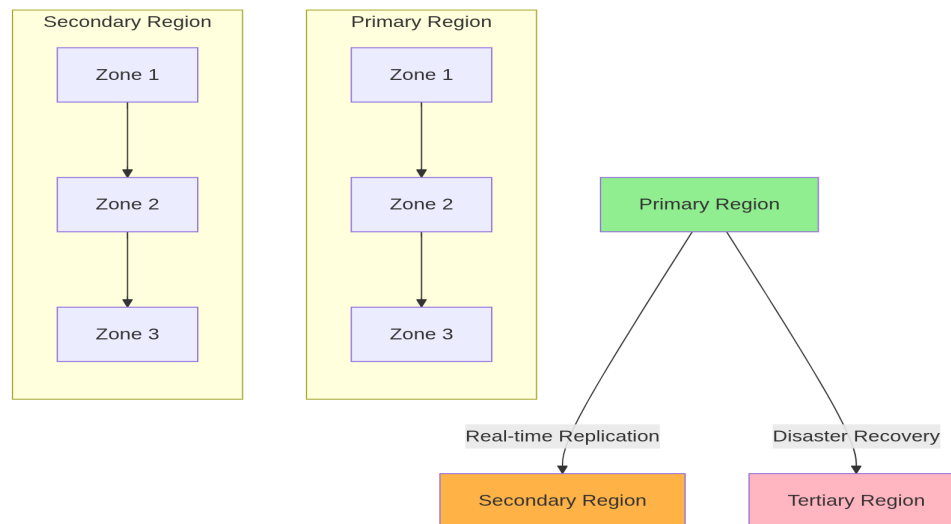 Secondary Region
Zone 1
Zone 2
Zone 3
Primary Region
Zone 1
Zone 2
Zone 3
Primary Region
Real-time Replication
Disaster Recovery
Secondary Region
Tertiary Region